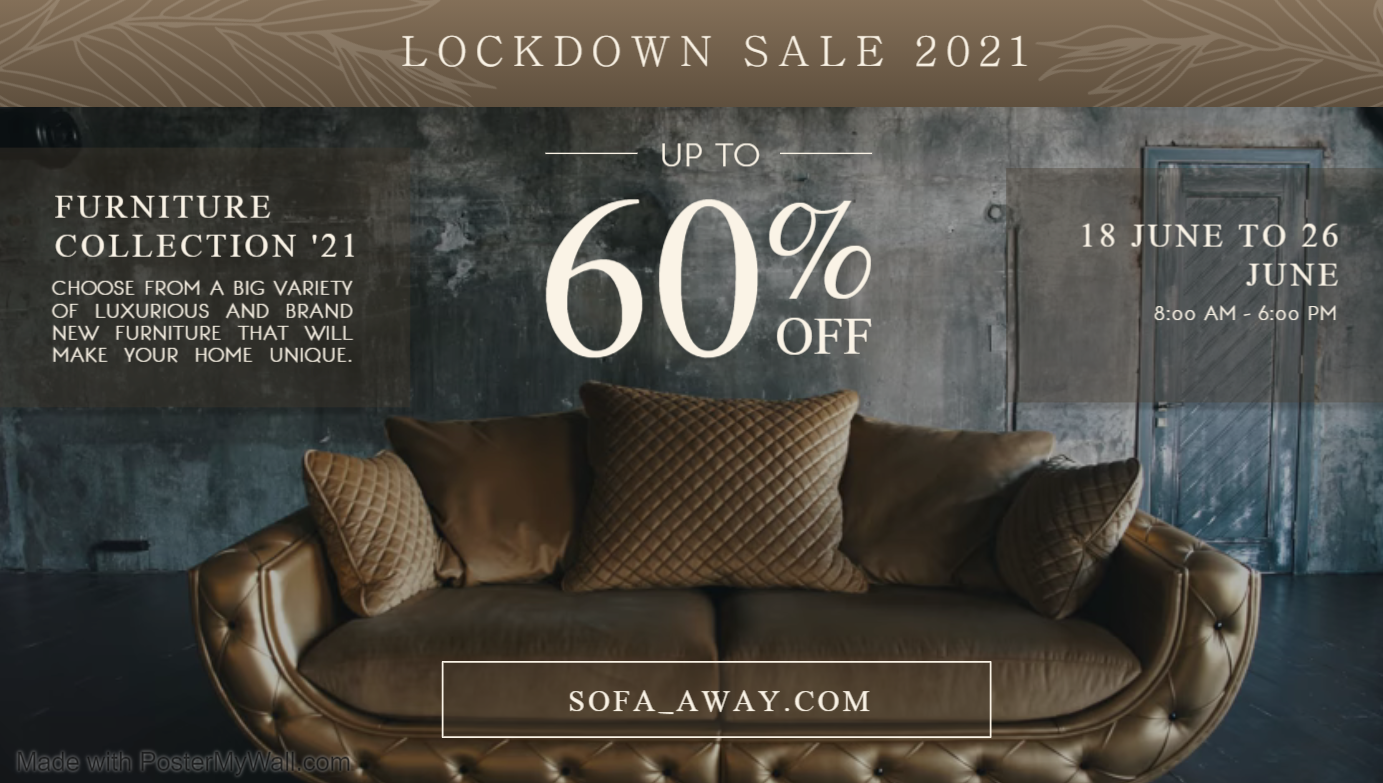 LOCKDOWN SALE 2021
UP TO
60%
OFF
FURNITURE
COLLECTION '21
CHOOSE FROM A BIG VARIETY
OF LUXURIOUS AND BRAND
NEW FURNITURE THAT WILL
MAKE YOUR HOME UNIQUE.
18 JUNE TO 26
JUNE
8:00 AM - 6:00 PM
SOFA_AWAY.COM
Made with PosterMyWall.com